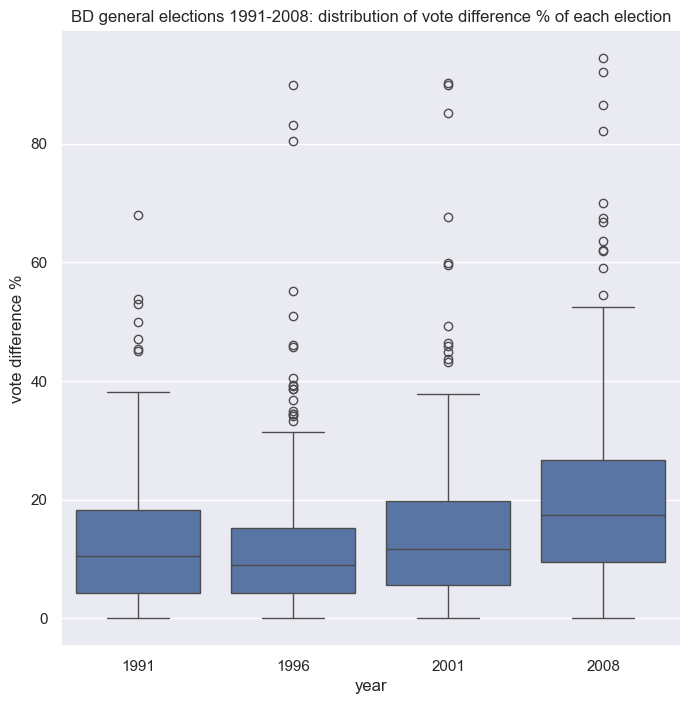 BD general elections 1991-2008: distribution of vote difference % of each election
80
60
40
20
0
vote difference %
1991 1996 2001 2008
year